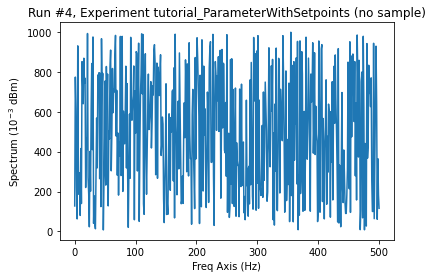 Run #4, Experiment tutorial_ParameterWithSetpoints (no sample)
1000
800
600
400
200
0
Spectrum (10⁻³ dBm)
0 100 200 300 400 500
Freq Axis (Hz)